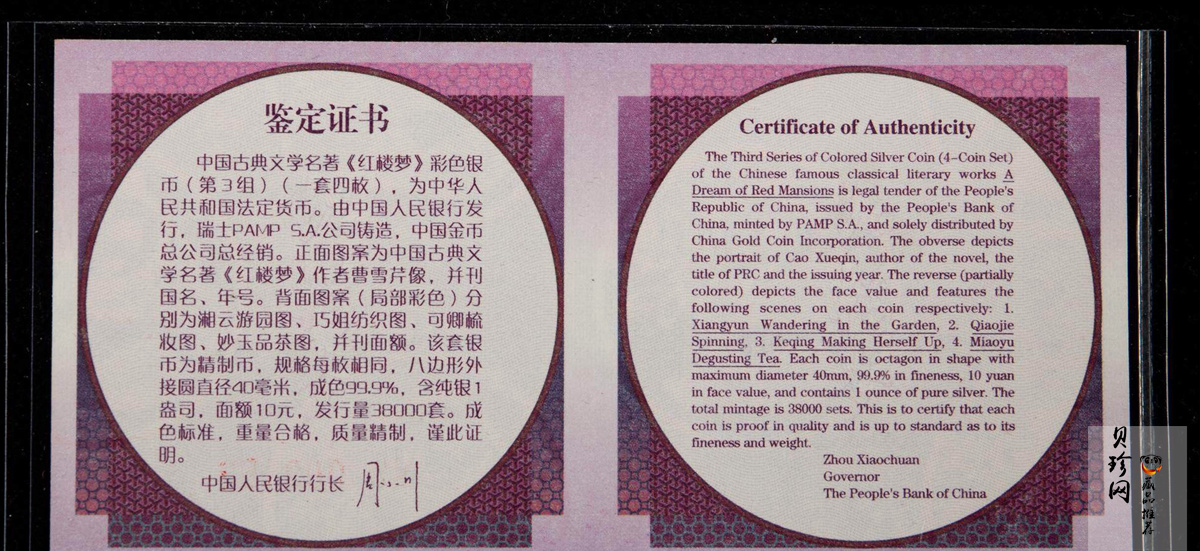 鉴定证书
中国古典文学名著《红楼梦》彩色银
币（第3组）（一套四枚），为中华人
民共和国法定货币。由中国人民银行发
行，瑞士PAMP S.A.公司铸造，中国金币
总公司总经销。正面图案为中国古典文
学名著《红楼梦》作者曹雪芹像，并刊
国名、年号。背面图案（局部彩色）分
别为湘云游园图、巧姐纺织图、可卿梳
妆图、妙玉品茶图，并刊面额。该套银
币为精制币，规格每枚相同，八边形外
接圆直径40毫米，成色99.9%，含纯银1
盎司，面额10元，发行量38000套。成
色标准，重量合格，质量精制，谨此证
明。
中国人民银行行长 周小川
Certificate of Authenticity
The Third Series of Colored Silver Coin (4-Coin Set)
of the Chinese famous classical literary works A
Dream of Red Mansions is legal tender of the People's
Republic of China, issued by the People's Bank of
China, minted by PAMP S.A., and solely distributed by
China Gold Coin Incorporation. The obverse depicts
the portrait of Cao Xueqin, author of the novel, the
title of PRC and the issuing year. The reverse (partially
colored) depicts the face value and features the
following scenes on each coin respectively: 1.
Xiangyun Wandering in the Garden, 2. Qiaojie
Spinning, 3. Keqing Making Herself Up, 4. Miaoyu
Degusting Tea. Each coin is octagon in shape with
maximum diameter 40mm, 99.9% in fineness, 10 yuan
in face value, and contains 1 ounce of pure silver. The
total mintage is 38000 sets. This is to certify that each
coin is proof in quality and is up to standard as to its
fineness and weight.
Zhou Xiaochuan
Governor
The People's Bank of China
贝珍网
藏品推荐